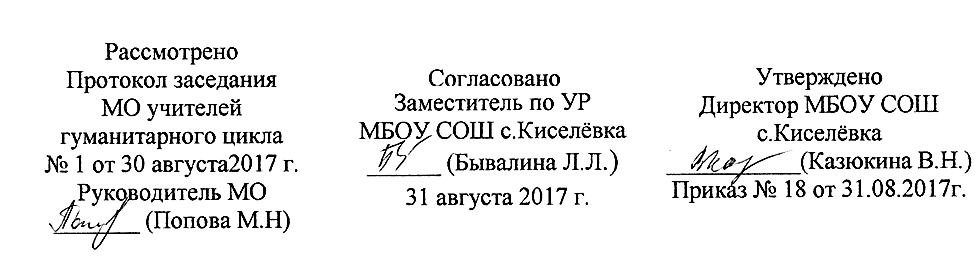 Рассмотрено
Протокол заседания
МО учителей
гуманитарного цикла
№ 1 от 30 августа2017 г.
Руководитель МО
(Попова М.Н)
Согласовано
Заместитель по УР
МБОУ СОШ с.Киселёвка
(Бывалина Л.Л.)
31 августа 2017 г.
Утверждено
Директор МБОУ СОШ
с.Киселёвка
(Казюкина В.Н.)
Приказ № 18 от 31.08.2017г.